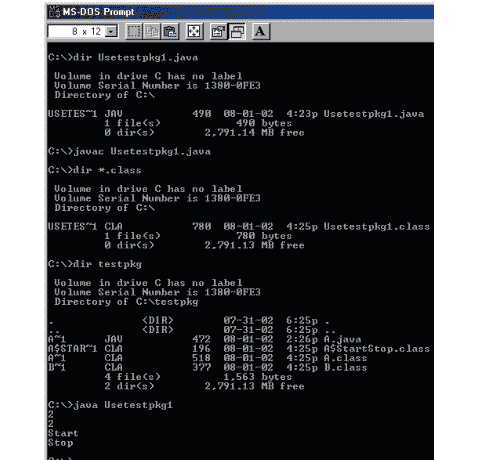 MS-DOS Prompt
8 x 12
A
C:\>dir Usetestpkg1.java
Volume in drive C has no label
Volume Serial Number is 1380-0FE3
Directory of C:\
USETES~1 JAV 490 08-01-02 4:23p Usetestpkg1.java
1 file(s) 490 bytes
0 dir(s) 2,791.14 MB free
C:\>javac Usetestpkg1.java
C:\>dir *.class
Volume in drive C has no label
Volume Serial Number is 1380-0FE3
Directory of C:\
USETES~1 CLA 780 08-01-02 4:25p Usetestpkg1.class
1 file(s) 780 bytes
0 dir(s) 2,791.13 MB free
C:\>dir testpkg
Volume in drive C has no label
Volume Serial Number is 1380-0FE3
Directory of C:\testpkg
. <DIR> 07-31-02 6:25p .
.. <DIR> 07-31-02 6:25p ..
A~1 JAV 472 08-01-02 2:26p A.java
A$STAR~1 CLA 196 08-01-02 4:25p A$StartStop.class
A~1 CLA 518 08-01-02 4:25p A.class
B~1 CLA 377 08-01-02 4:25p B.class
4 file(s) 1,563 bytes
2 dir(s) 2,791.13 MB free
C:\>java Usetestpkg1
2
2
Start
Stop